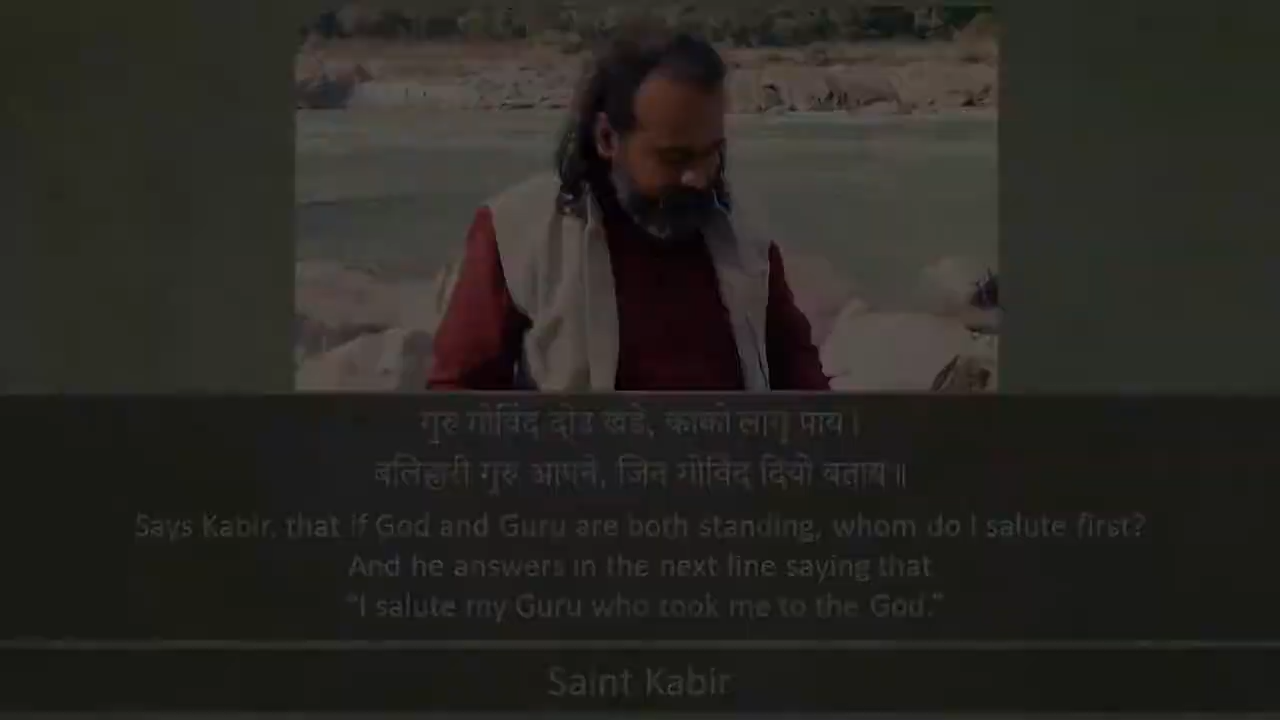 गुरु गोविंद दोउ खड़े, काको लागू पाय।
बलिहारी गुरु आपने, जिन गोविंद दियो बताय॥
Says Kabir, that if God and Guru are both standing, whom do I salute first?
And he answers in the next line saying that
“I salute my Guru who took me to the God.”
Saint Kabir